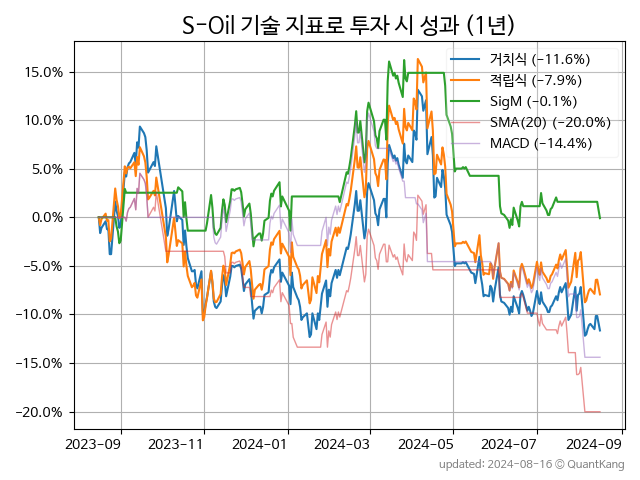 S-Oil 기술 지표로 투자 시 성과 (1년)
거치식 (−11.6%)
적립식 (−7.9%)
SigM (−0.1%)
SMA(20) (−20.0%)
MACD (−14.4%)
15.0%
10.0%
5.0%
0.0%
−5.0%
−10.0%
−15.0%
−20.0%
2023-09 2023-11 2024-01 2024-03 2024-05 2024-07 2024-09
updated: 2024-08-16 © QuantKang